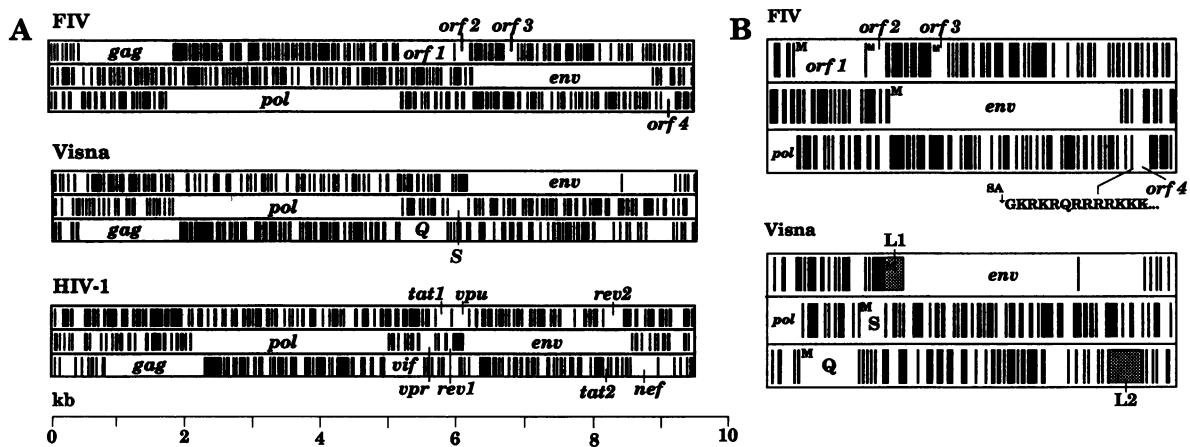 A
FIV
orf 2 orf 3
gag orf 1
env
pol
orf 4
Visna
env
pol
gag Q
S
HIV-1
tat1 vpu rev2
pol env
gag vif
vpr rev1 tat2 nef
kb
0 2 4 6 8 10
B
FIV
orf 2 orf 3
M orf 1 M M
M env
pol
orf 4
SA
GKRKRQRRRRKKK...
Visna
L1
env
pol M S
M Q
L2